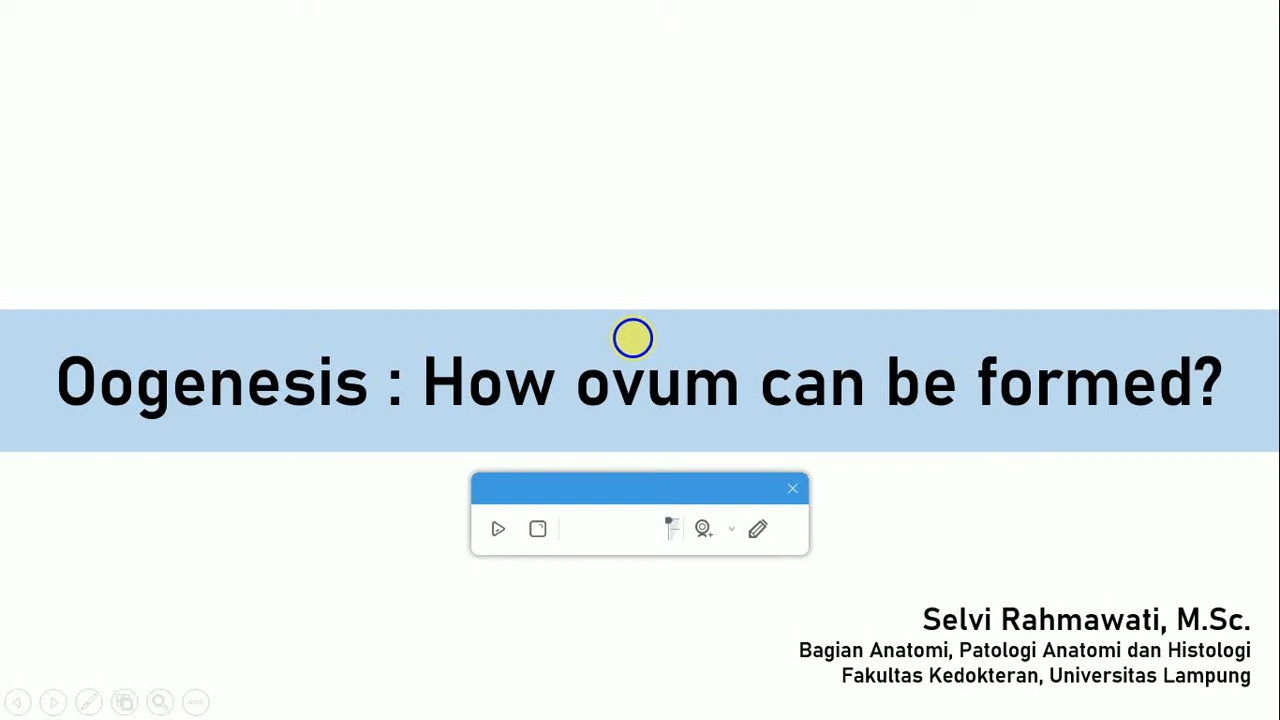 Oogenesis : How ovum can be formed?
Selvi Rahmawati, M.Sc.
Bagian Anatomi, Patologi Anatomi dan Histologi
Fakultas Kedokteran, Universitas Lampung